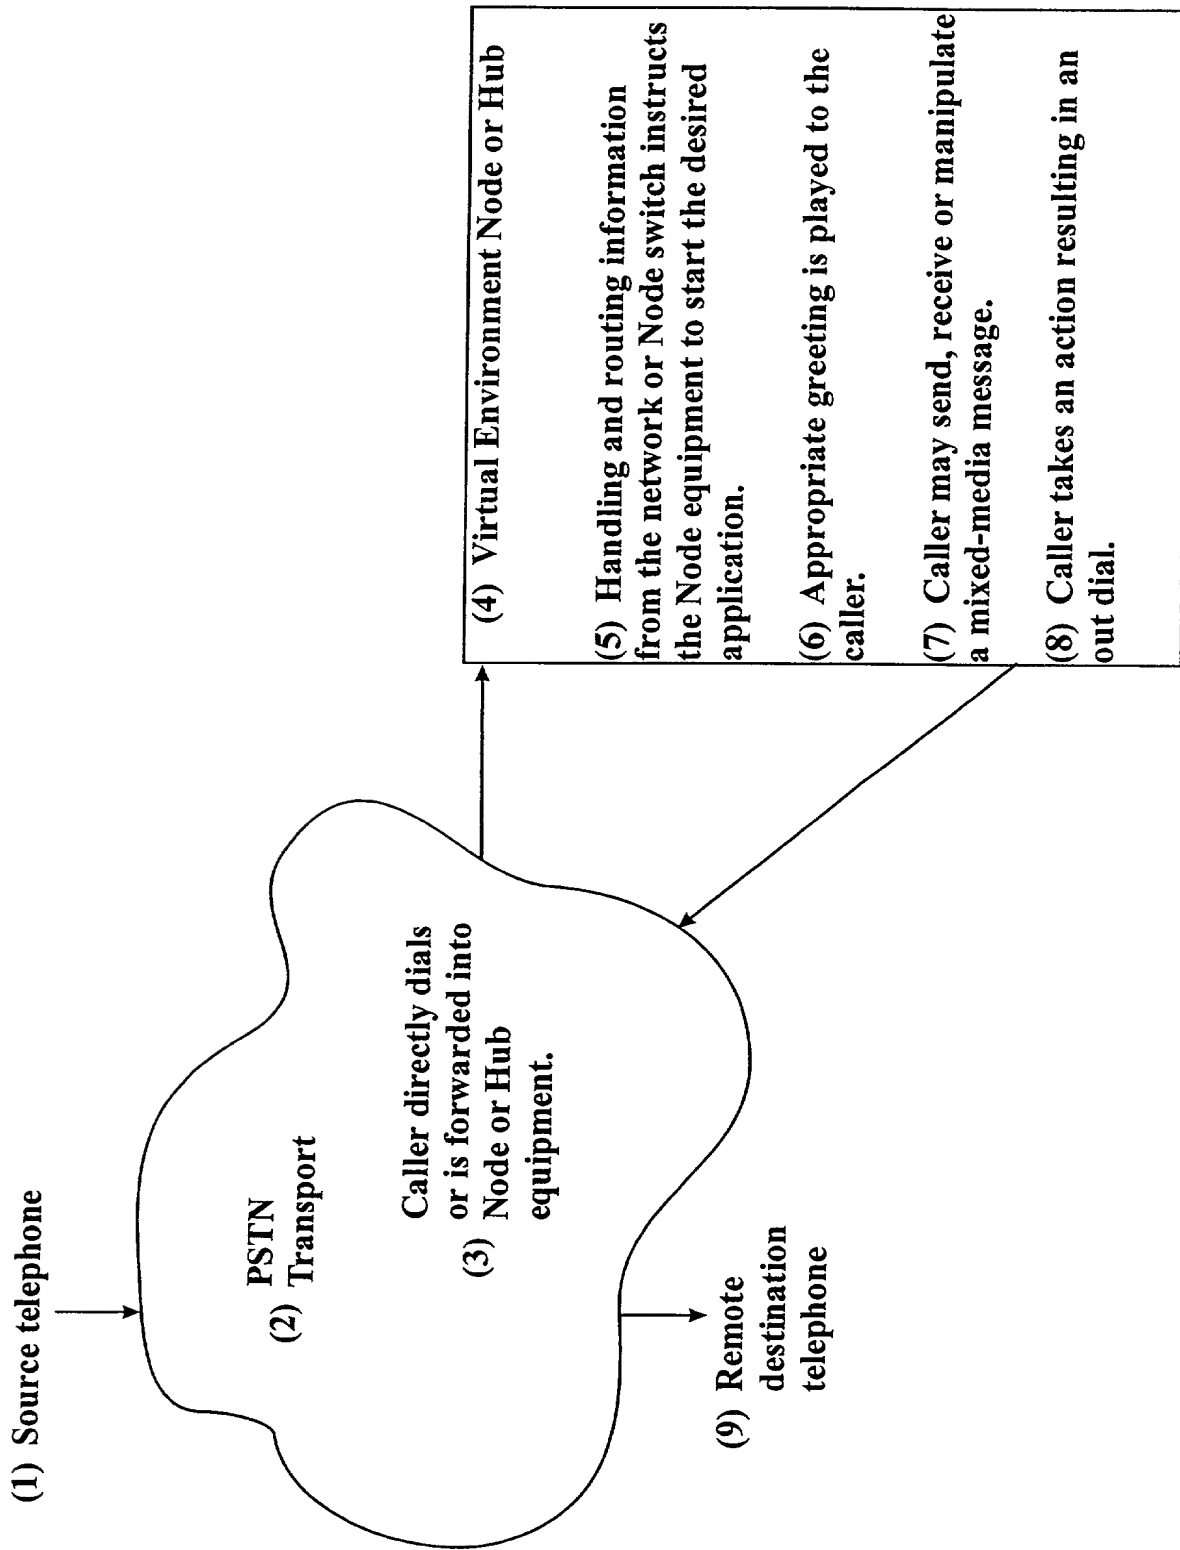 (1) Source telephone
PSTN
(2) Transport
Caller directly dials
or is forwarded into
(3) Node or Hub
equipment.
(9) Remote
destination
telephone
(4) Virtual Environment Node or Hub
(5) Handling and routing information
from the network or Node switch instructs
the Node equipment to start the desired
application.
(6) Appropriate greeting is played to the
caller.
(7) Caller may send, receive or manipulate
a mixed-media message.
(8) Caller takes an action resulting in an
out dial.